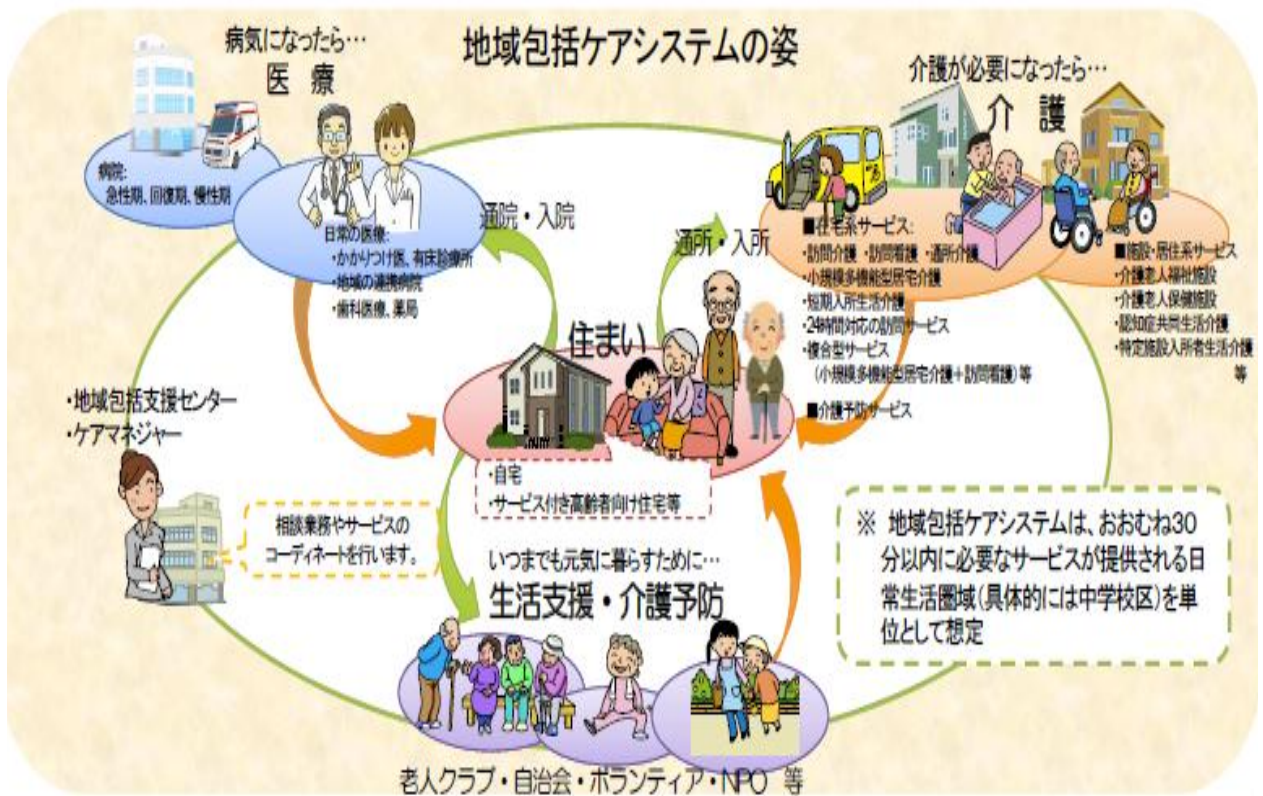 地域包括ケアシステムの姿
病気になったら…
医 療
病院:
急性期、回復期、慢性期
日常の医療:
・かかりつけ医、有床診療所
・地域の連携病院
・歯科医療、薬局
通院・入院
通所・入所
介護が必要になったら…
介 護
■在宅系サービス:
・訪問介護 ・訪問看護 ・通所介護
・小規模多機能型居宅介護
・短期入所生活介護
・24時間対応の訪問サービス
・複合型サービス
(小規模多機能型居宅介護+訪問看護)等
■介護予防サービス
■施設・居住系サービス
・介護老人福祉施設
・介護老人保健施設
・認知症共同生活介護
・特定施設入所者生活介護
等
住まい
・自宅
・サービス付き高齢者向け住宅等
・地域包括支援センター
・ケアマネジャー
相談業務やサービスの
コーディネートを行います。
いつまでも元気に暮らすために…
生活支援・介護予防
老人クラブ・自治会・ボランティア・NPO 等
※ 地域包括ケアシステムは、おおむね30
分以内に必要なサービスが提供される日
常生活圏域(具体的には中学校区)を単
位として想定